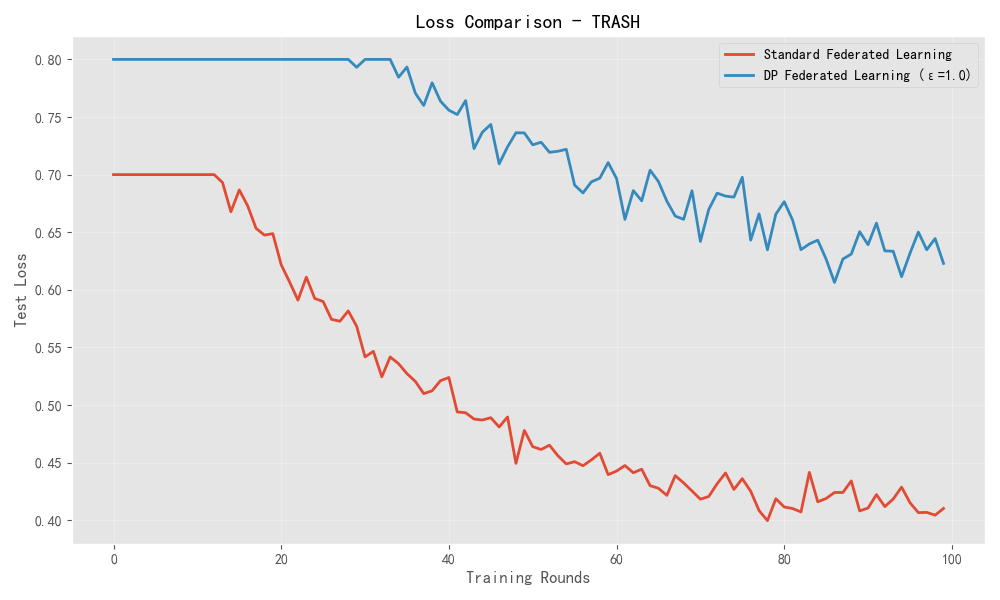 Loss Comparison - TRASH
Standard Federated Learning
DP Federated Learning (ε=1.0)
Test Loss
0.80
0.75
0.70
0.65
0.60
0.55
0.50
0.45
0.40
0 20 40 60 80 100
Training Rounds